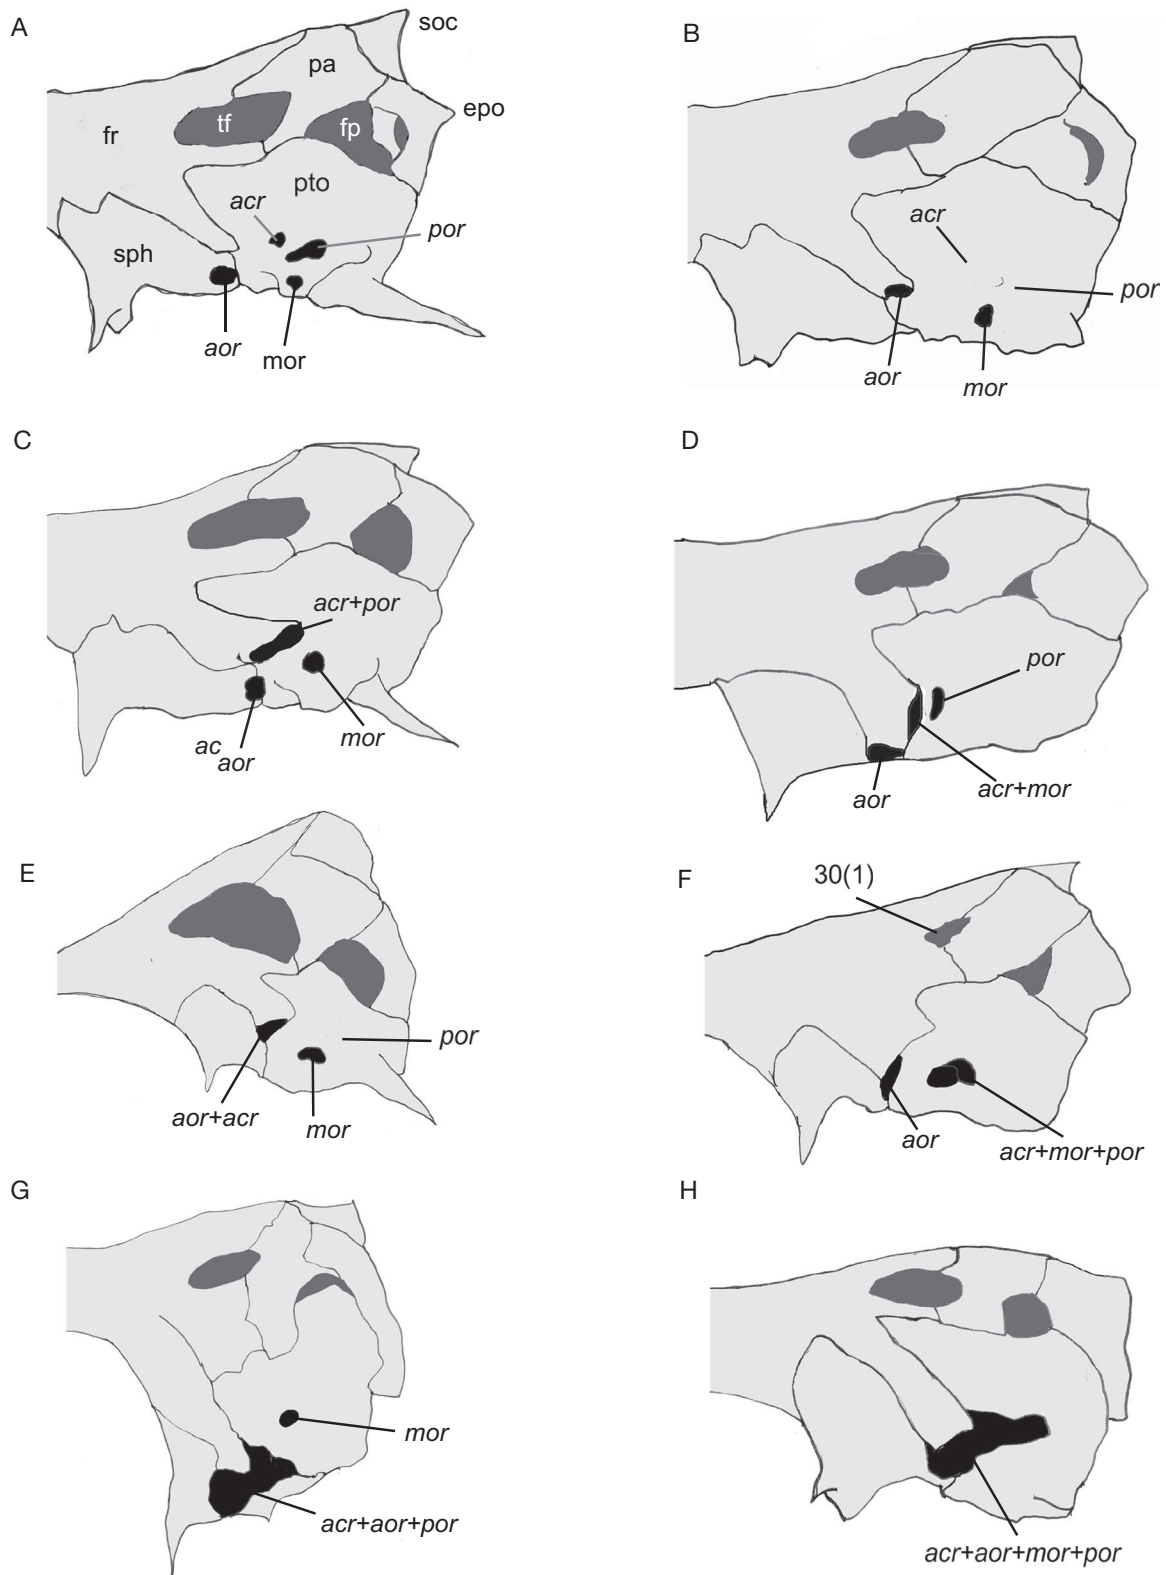 A
soc
pa
epo
tf
fp
fr
pto
acr
por
sph
aor
mor
B
acr
por
aor
mor
C
acr+por
ac
aor
mor
D
por
acr+mor
aor
E
por
aor+acr
mor
F
30(1)
aor
acr+mor+por
G
mor
acr+aor+por
H
acr+aor+mor+por